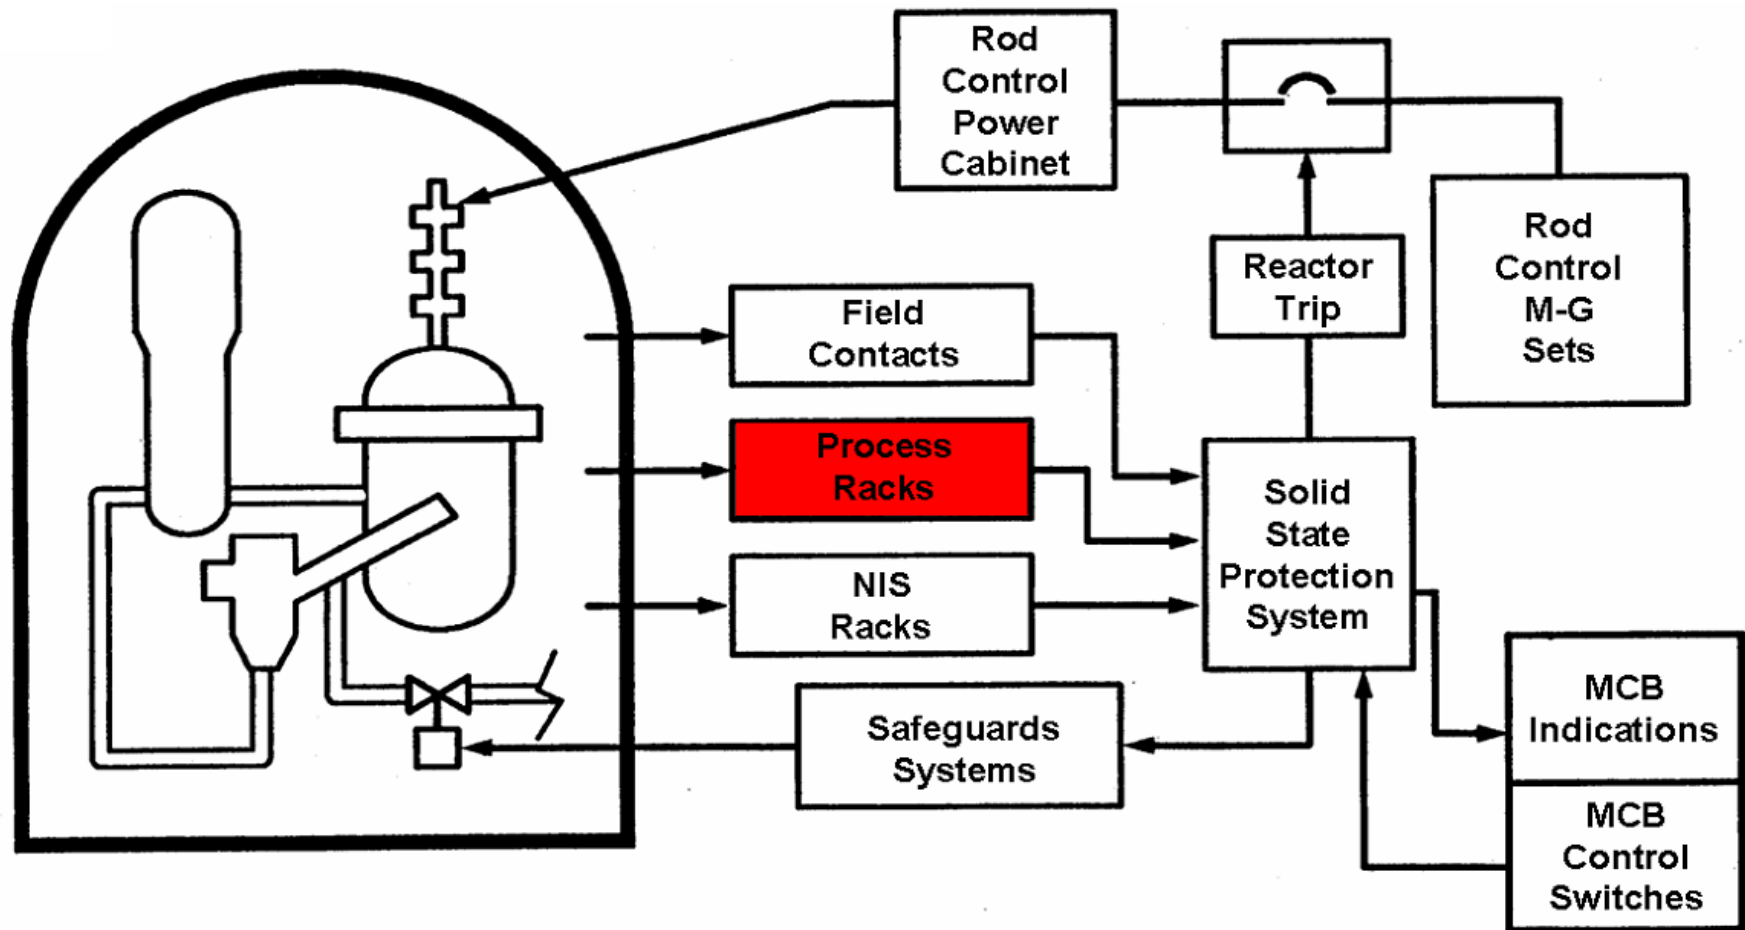 Rod
Control
Power
Cabinet
Rod
Control
M-G
Sets
Reactor
Trip
Field
Contacts
Process
Racks
NIS
Racks
Solid
State
Protection
System
Safeguards
Systems
MCB
Indications
MCB
Control
Switches